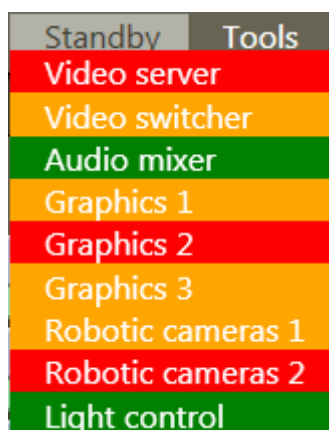 Standby Tools
Video server
Video switcher
Audio mixer
Graphics 1
Graphics 2
Graphics 3
Robotic cameras 1
Robotic cameras 2
Light control